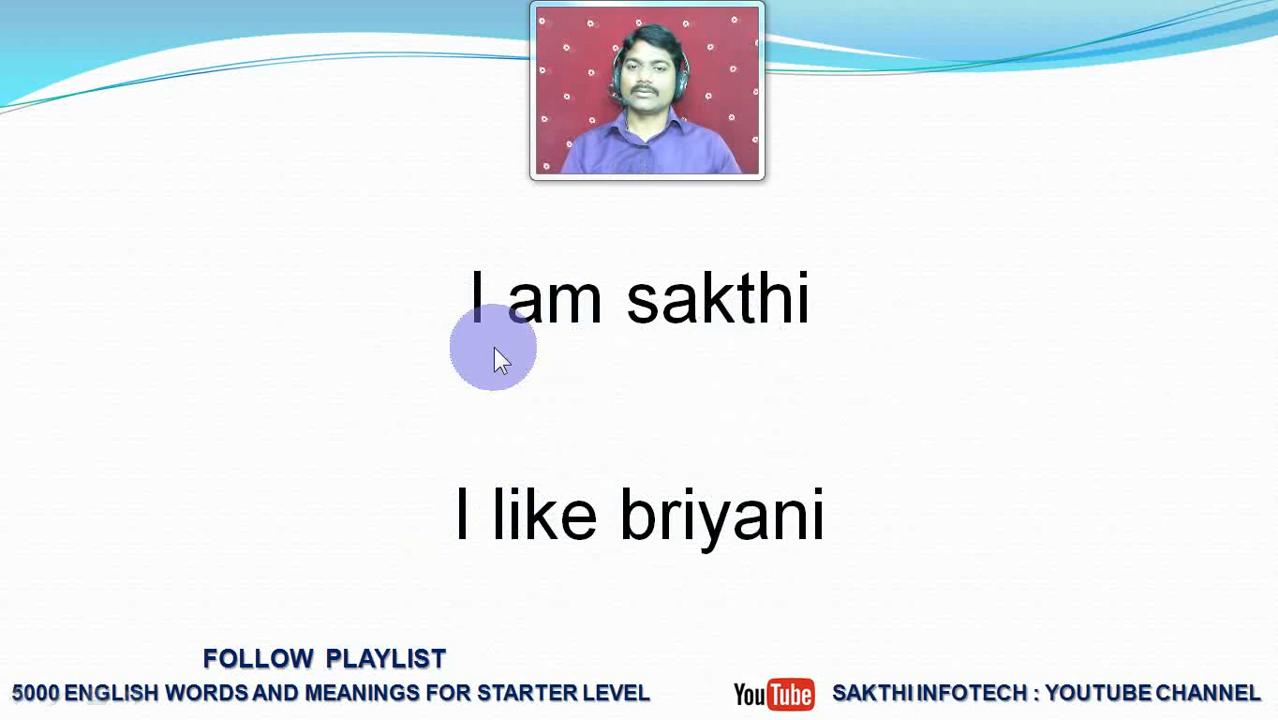 I am sakthi
I like briyani
FOLLOW PLAYLIST
5000 ENGLISH WORDS AND MEANINGS FOR STARTER LEVEL
YouTube SAKTHI INFOTECH : YOUTUBE CHANNEL